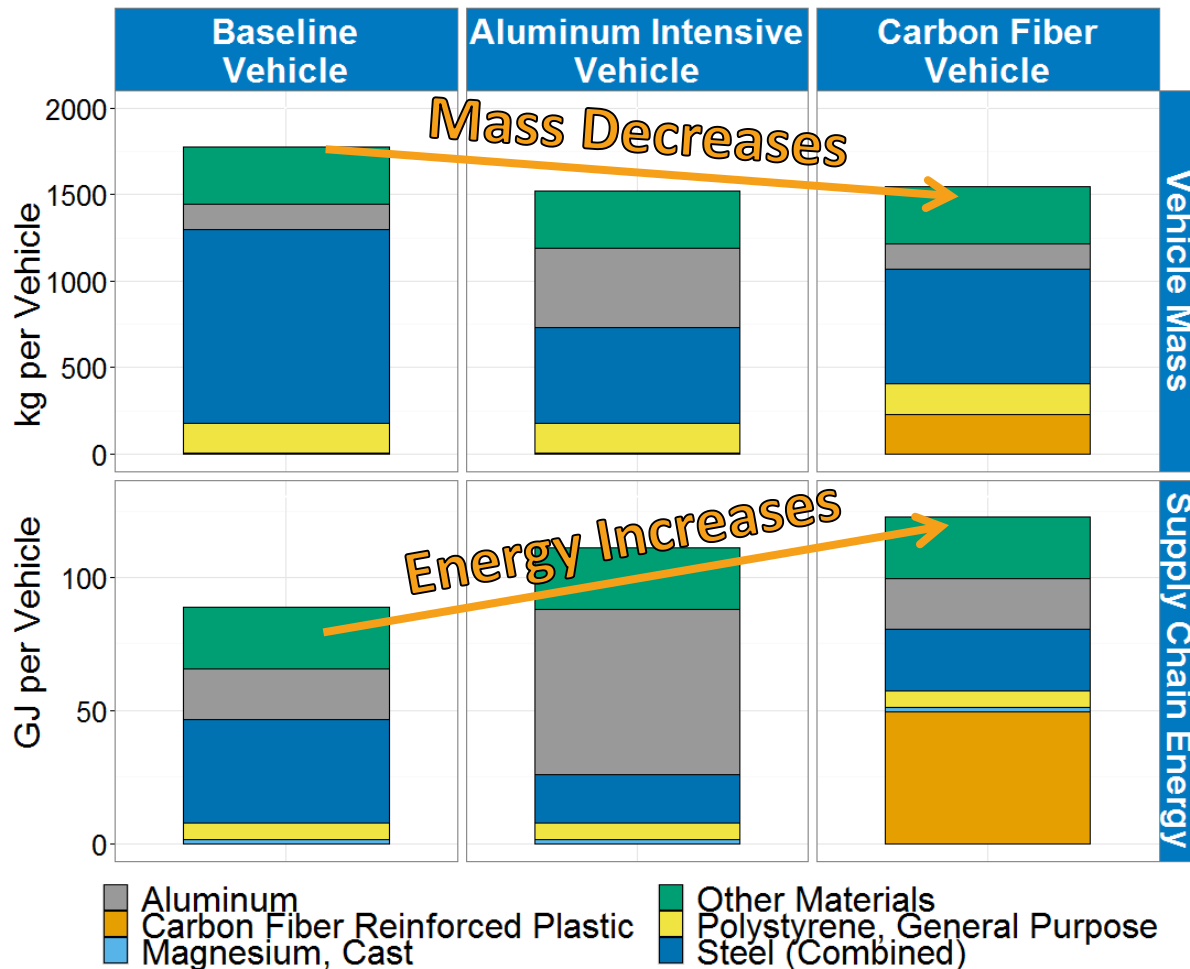 Baseline
Vehicle
Aluminum Intensive
Vehicle
Carbon Fiber
Vehicle
Mass Decreases
2000
1500
1000
500
0
kg per Vehicle
Vehicle Mass
Energy Increases
100
50
0
GJ per Vehicle
Supply Chain Energy
Aluminum
Carbon Fiber Reinforced Plastic
Magnesium, Cast
Other Materials
Polystyrene, General Purpose
Steel (Combined)